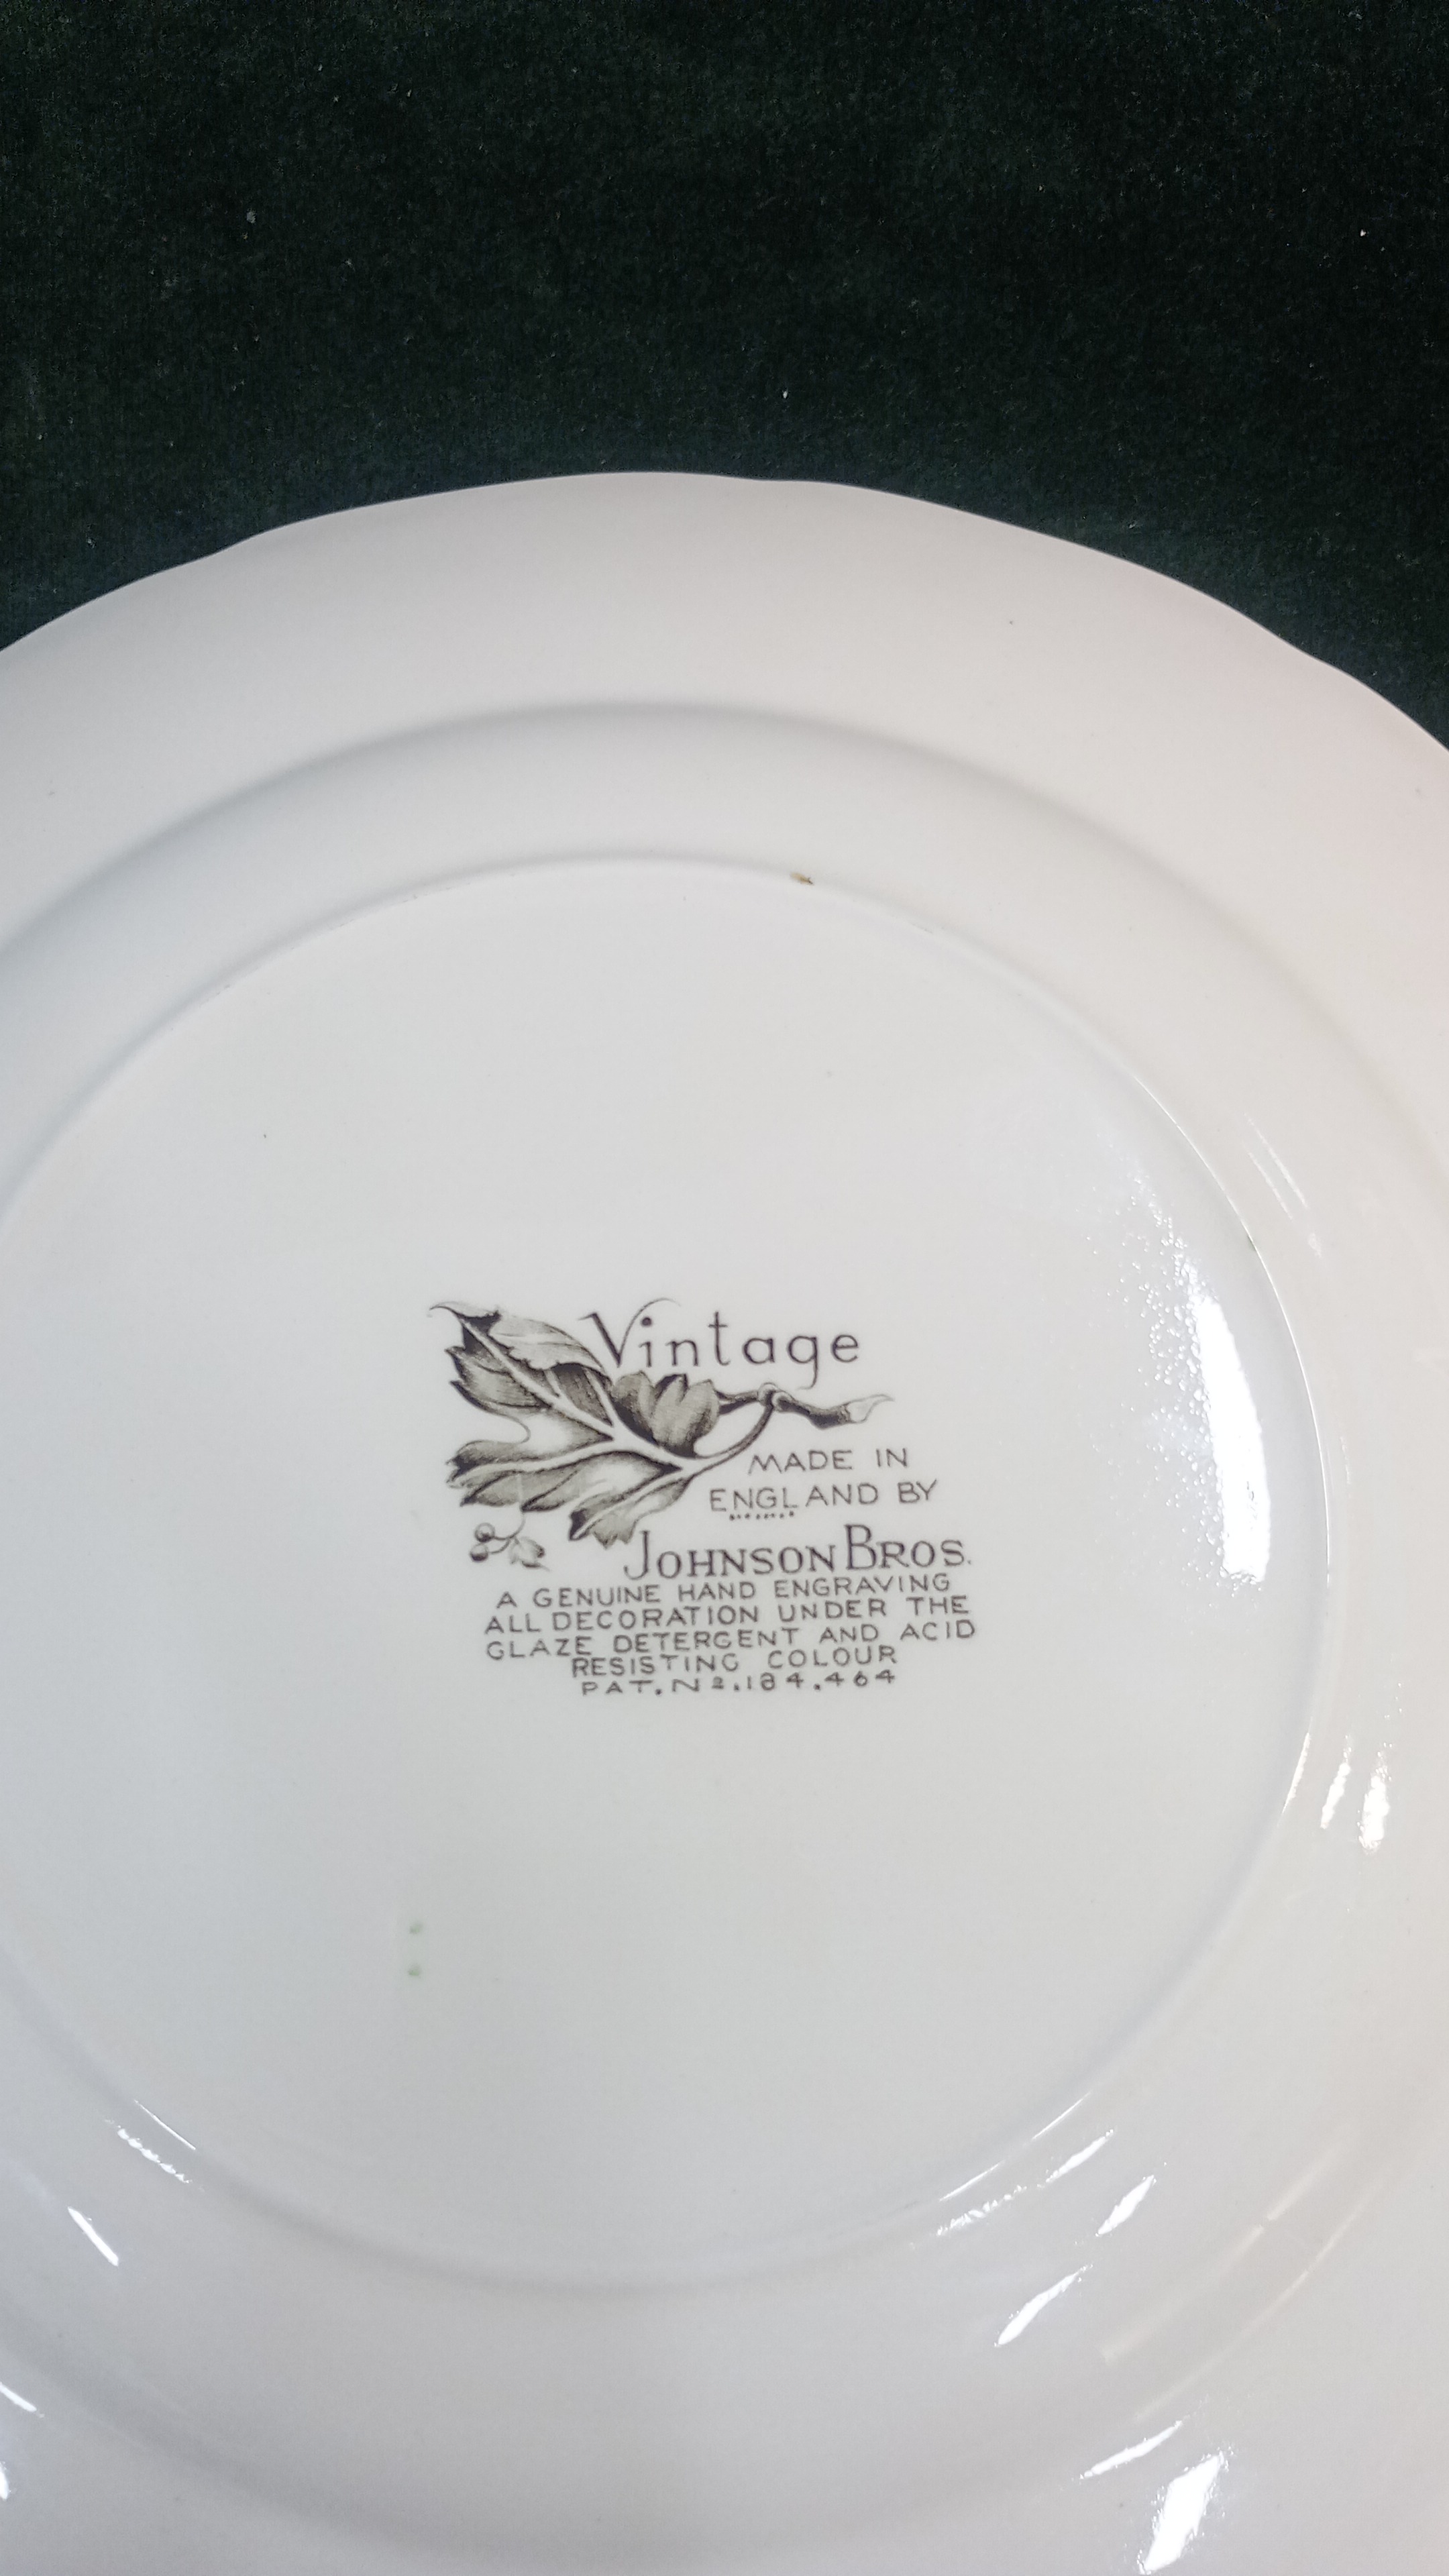 Vintage
MADE IN
ENGLAND BY
JOHNSON BROS.
A GENUINE HAND ENGRAVING
ALL DECORATION UNDER THE
GLAZE DETERGENT AND ACID
RESISTING COLOUR
PAT. No. 184.464